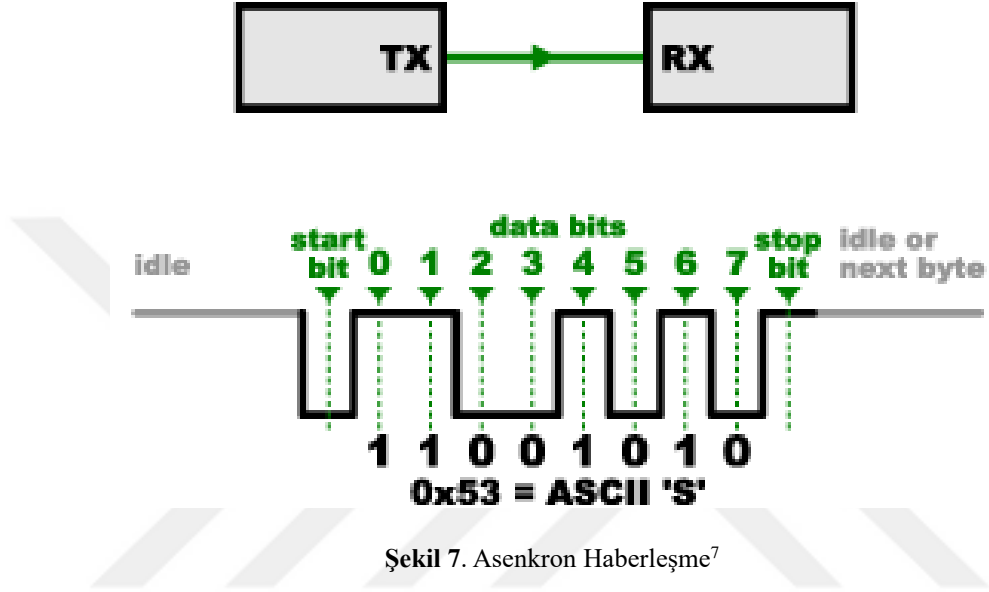 TX RX
data bits
start stop idle or
idle bit 0 1 2 3 4 5 6 7 bit next byte
1 1 0 0 1 0 1 0
0x53 = ASCII 'S'
Şekil 7. Asenkron Haberleşme7